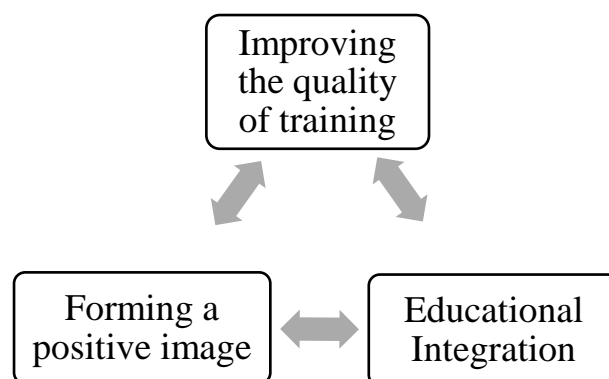 Improving
the quality
of training
Forming a
positive image
Educational
Integration